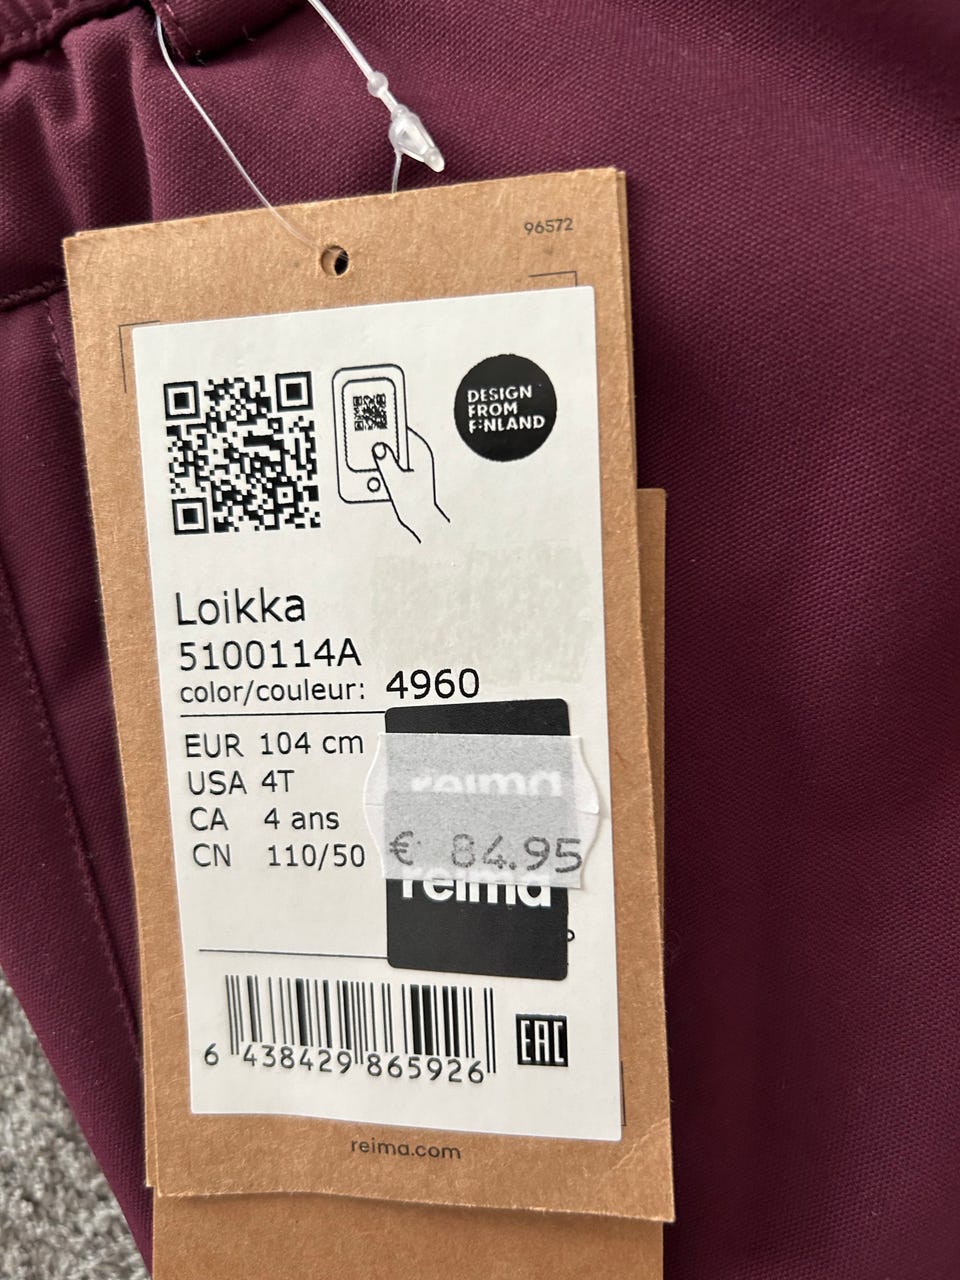 96572
DESIGN
FROM
FINLAND
Loikka
5100114A
color/couleur: 4960
EUR 104 cm
USA 4T
CA 4 ans
CN 110/50
reima
€ 84.95
reima
6 438429 865926
EAC
reima.com